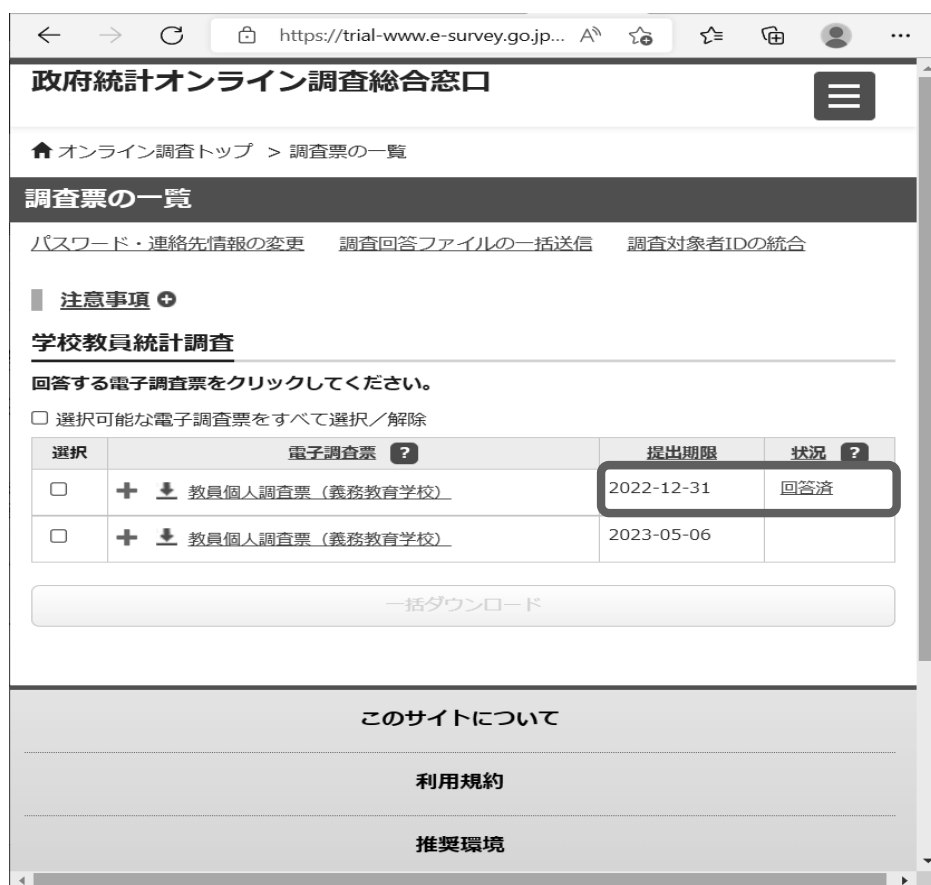 https://trial-www.e-survey.go.jp...
政府統計オンライン調査総合窓口
オンライン調査トップ > 調査票の一覧
調査票の一覧
パスワード・連絡先情報の変更 調査回答ファイルの一括送信 調査対象者IDの統合
注意事項
学校教員統計調査
回答する電子調査票をクリックしてください。
選択可能な電子調査票をすべて選択／解除
選択 電子調査票 ? 提出期限 状況 ?
教員個人調査票（義務教育学校） 2022-12-31 回答済
教員個人調査票（義務教育学校） 2023-05-06
一括ダウンロード
このサイトについて
利用規約
推奨環境